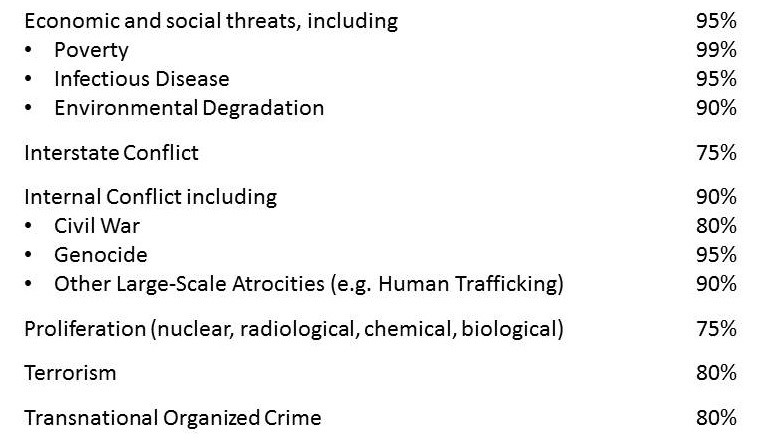 Economic and social threats, including 95%
• Poverty 99%
• Infectious Disease 95%
• Environmental Degradation 90%
Interstate Conflict 75%
Internal Conflict including 90%
• Civil War 80%
• Genocide 95%
• Other Large-Scale Atrocities (e.g. Human Trafficking) 90%
Proliferation (nuclear, radiological, chemical, biological) 75%
Terrorism 80%
Transnational Organized Crime 80%